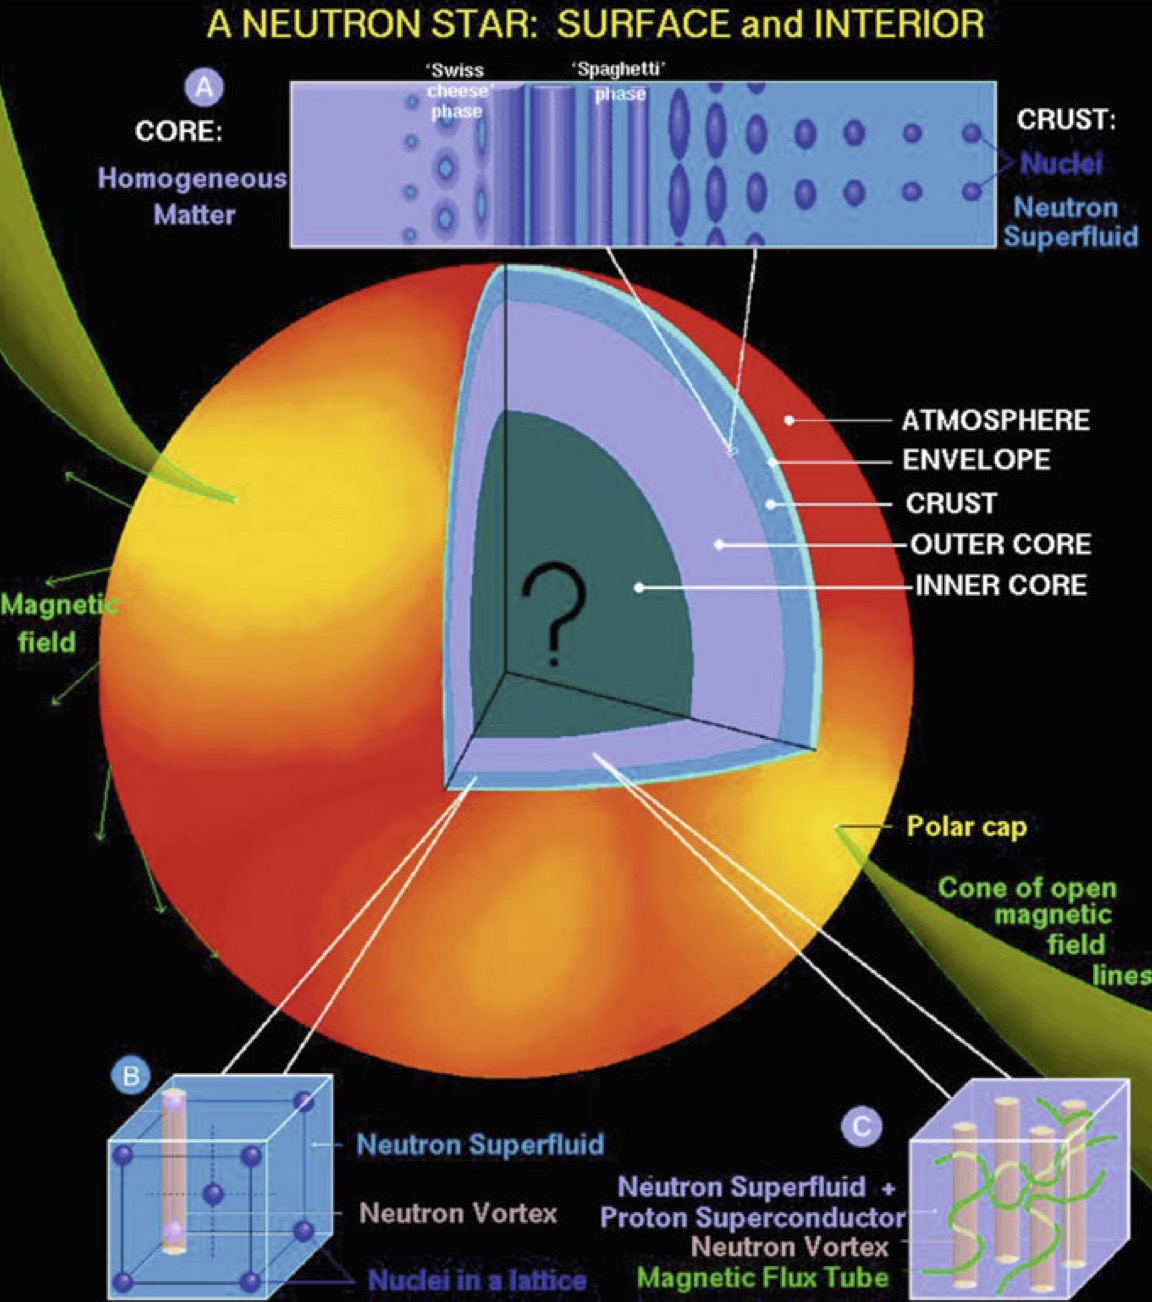 A NEUTRON STAR: SURFACE and INTERIOR
A
'Swiss
cheese'
phase
'Spaghetti'
phase
CORE:
Homogeneous
Matter
CRUST:
Nuclei
Neutron
Superfluid
ATMOSPHERE
ENVELOPE
CRUST
OUTER CORE
INNER CORE
?
Magnetic
field
Polar cap
Cone of open
magnetic
field
lines
B
Neutron Superfluid
Neutron Vortex
Nuclei in a lattice
C
Neutron Superfluid +
Proton Superconductor
Neutron Vortex
Magnetic Flux Tube